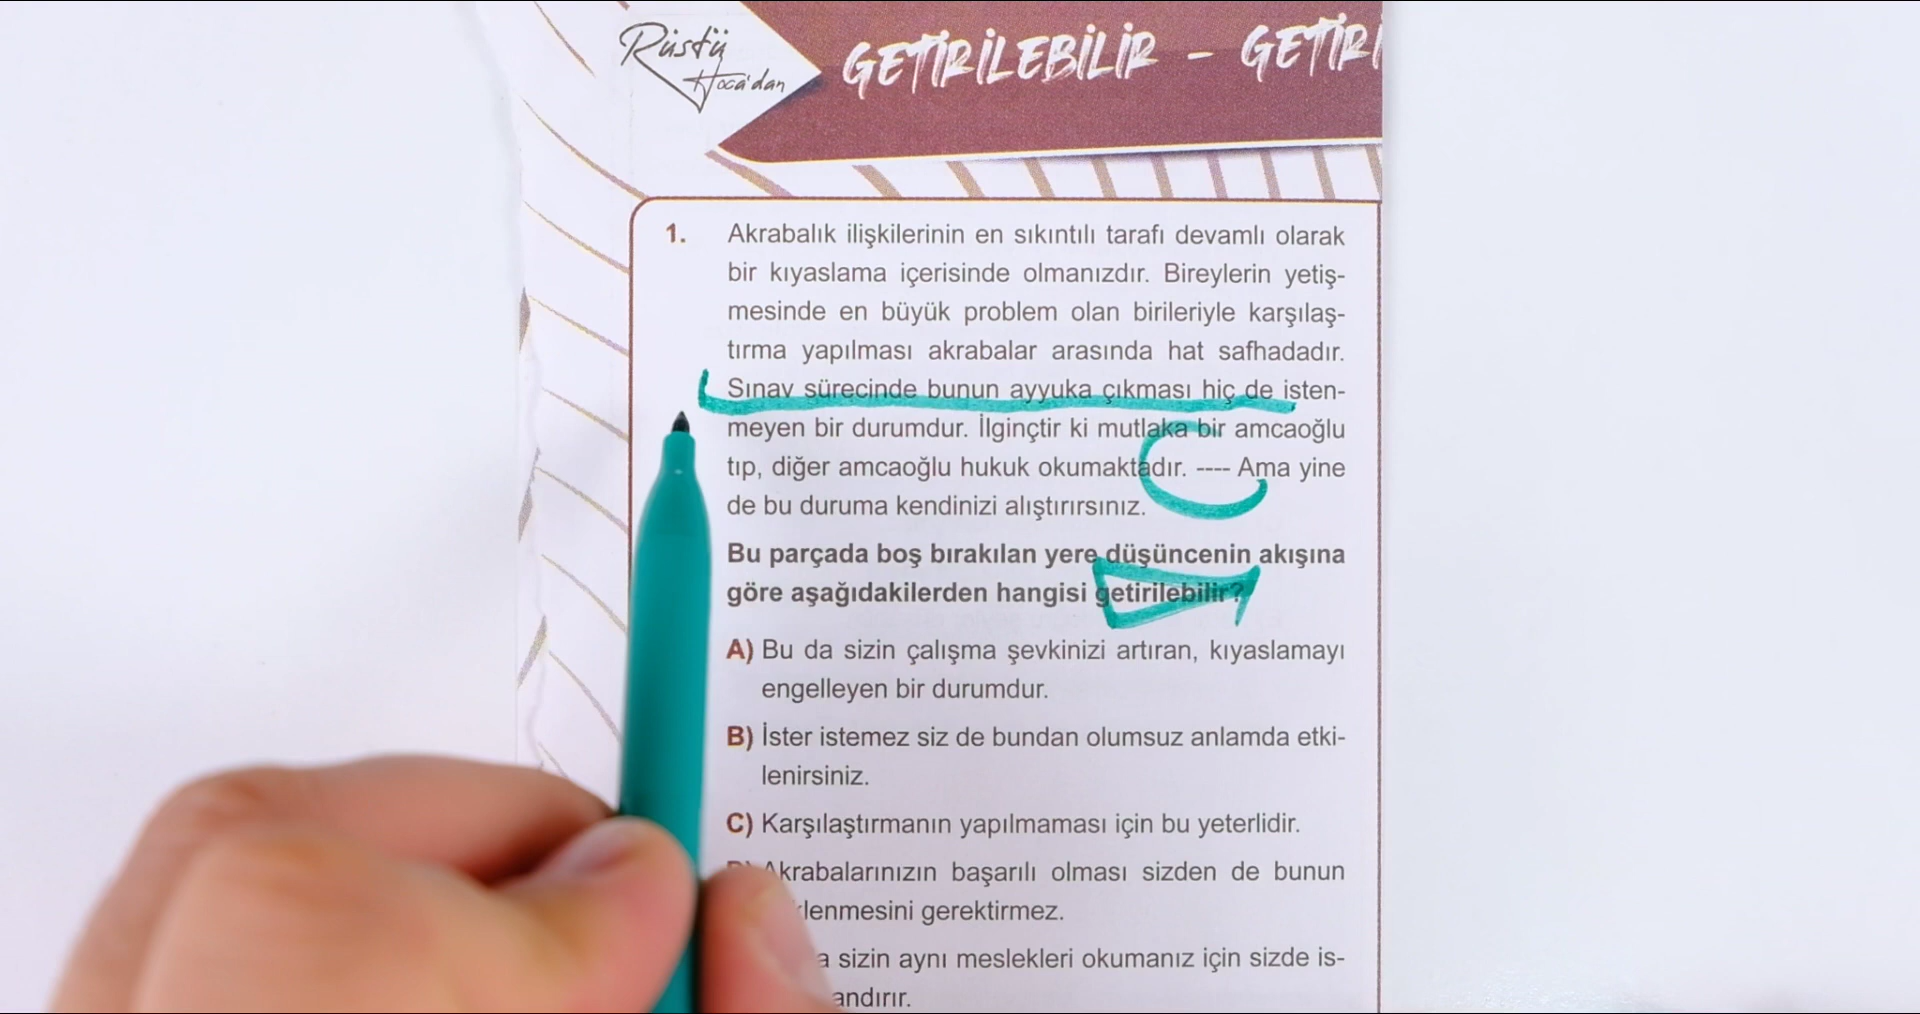 Rüştü
Hoca'dan
GETİRİLEBİLİR - GETİRİ
1. Akrabalık ilişkilerinin en sıkıntılı tarafı devamlı olarak
bir kıyaslama içerisinde olmanızdır. Bireylerin yetiş-
mesinde en büyük problem olan birileriyle karşılaş-
tırma yapılması akrabalar arasında hat safhadadır.
Sınav sürecinde bunun ayyuka çıkması hiç de isten-
meyen bir durumdur. İlginçtir ki mutlaka bir amcaoğlu
tıp, diğer amcaoğlu hukuk okumaktadır. ---- Ama yine
de bu duruma kendinizi alıştırırsınız.
Bu parçada boş bırakılan yere düşüncenin akışına
göre aşağıdakilerden hangisi getirilebilir?
A) Bu da sizin çalışma şevkinizi artıran, kıyaslamayı
engelleyen bir durumdur.
B) İster istemez siz de bundan olumsuz anlamda etki-
lenirsiniz.
C) Karşılaştırmanın yapılmaması için bu yeterlidir.
Akrabalarınızın başarılı olması sizden de bunun
gerektirmez.
sizin aynı meslekleri okumanız için sizde is-